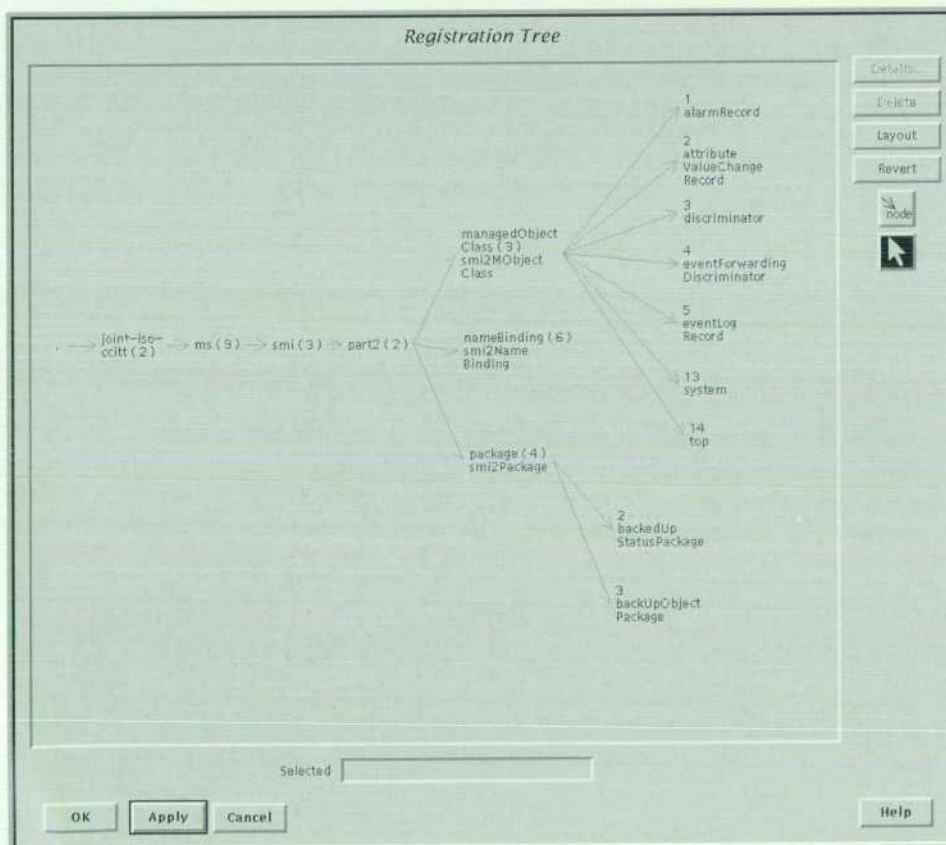 Registration Tree
Details...
Delete
Layout
Revert
node
1
alarmRecord
2
attribute
ValueChange
Record
3
discriminator
4
eventForwarding
Discriminator
5
eventLog
Record
13
system
14
top
managedObject
Class (3)
smi2MObject
Class
joint-iso-
ccitt (2)
ms (9)
smi (3)
part2 (2)
nameBinding (6)
smi2Name
Binding
package (4)
smi2Package
2
backedUp
StatusPackage
3
backUpObject
Package
Selected
OK
Apply
Cancel
Help